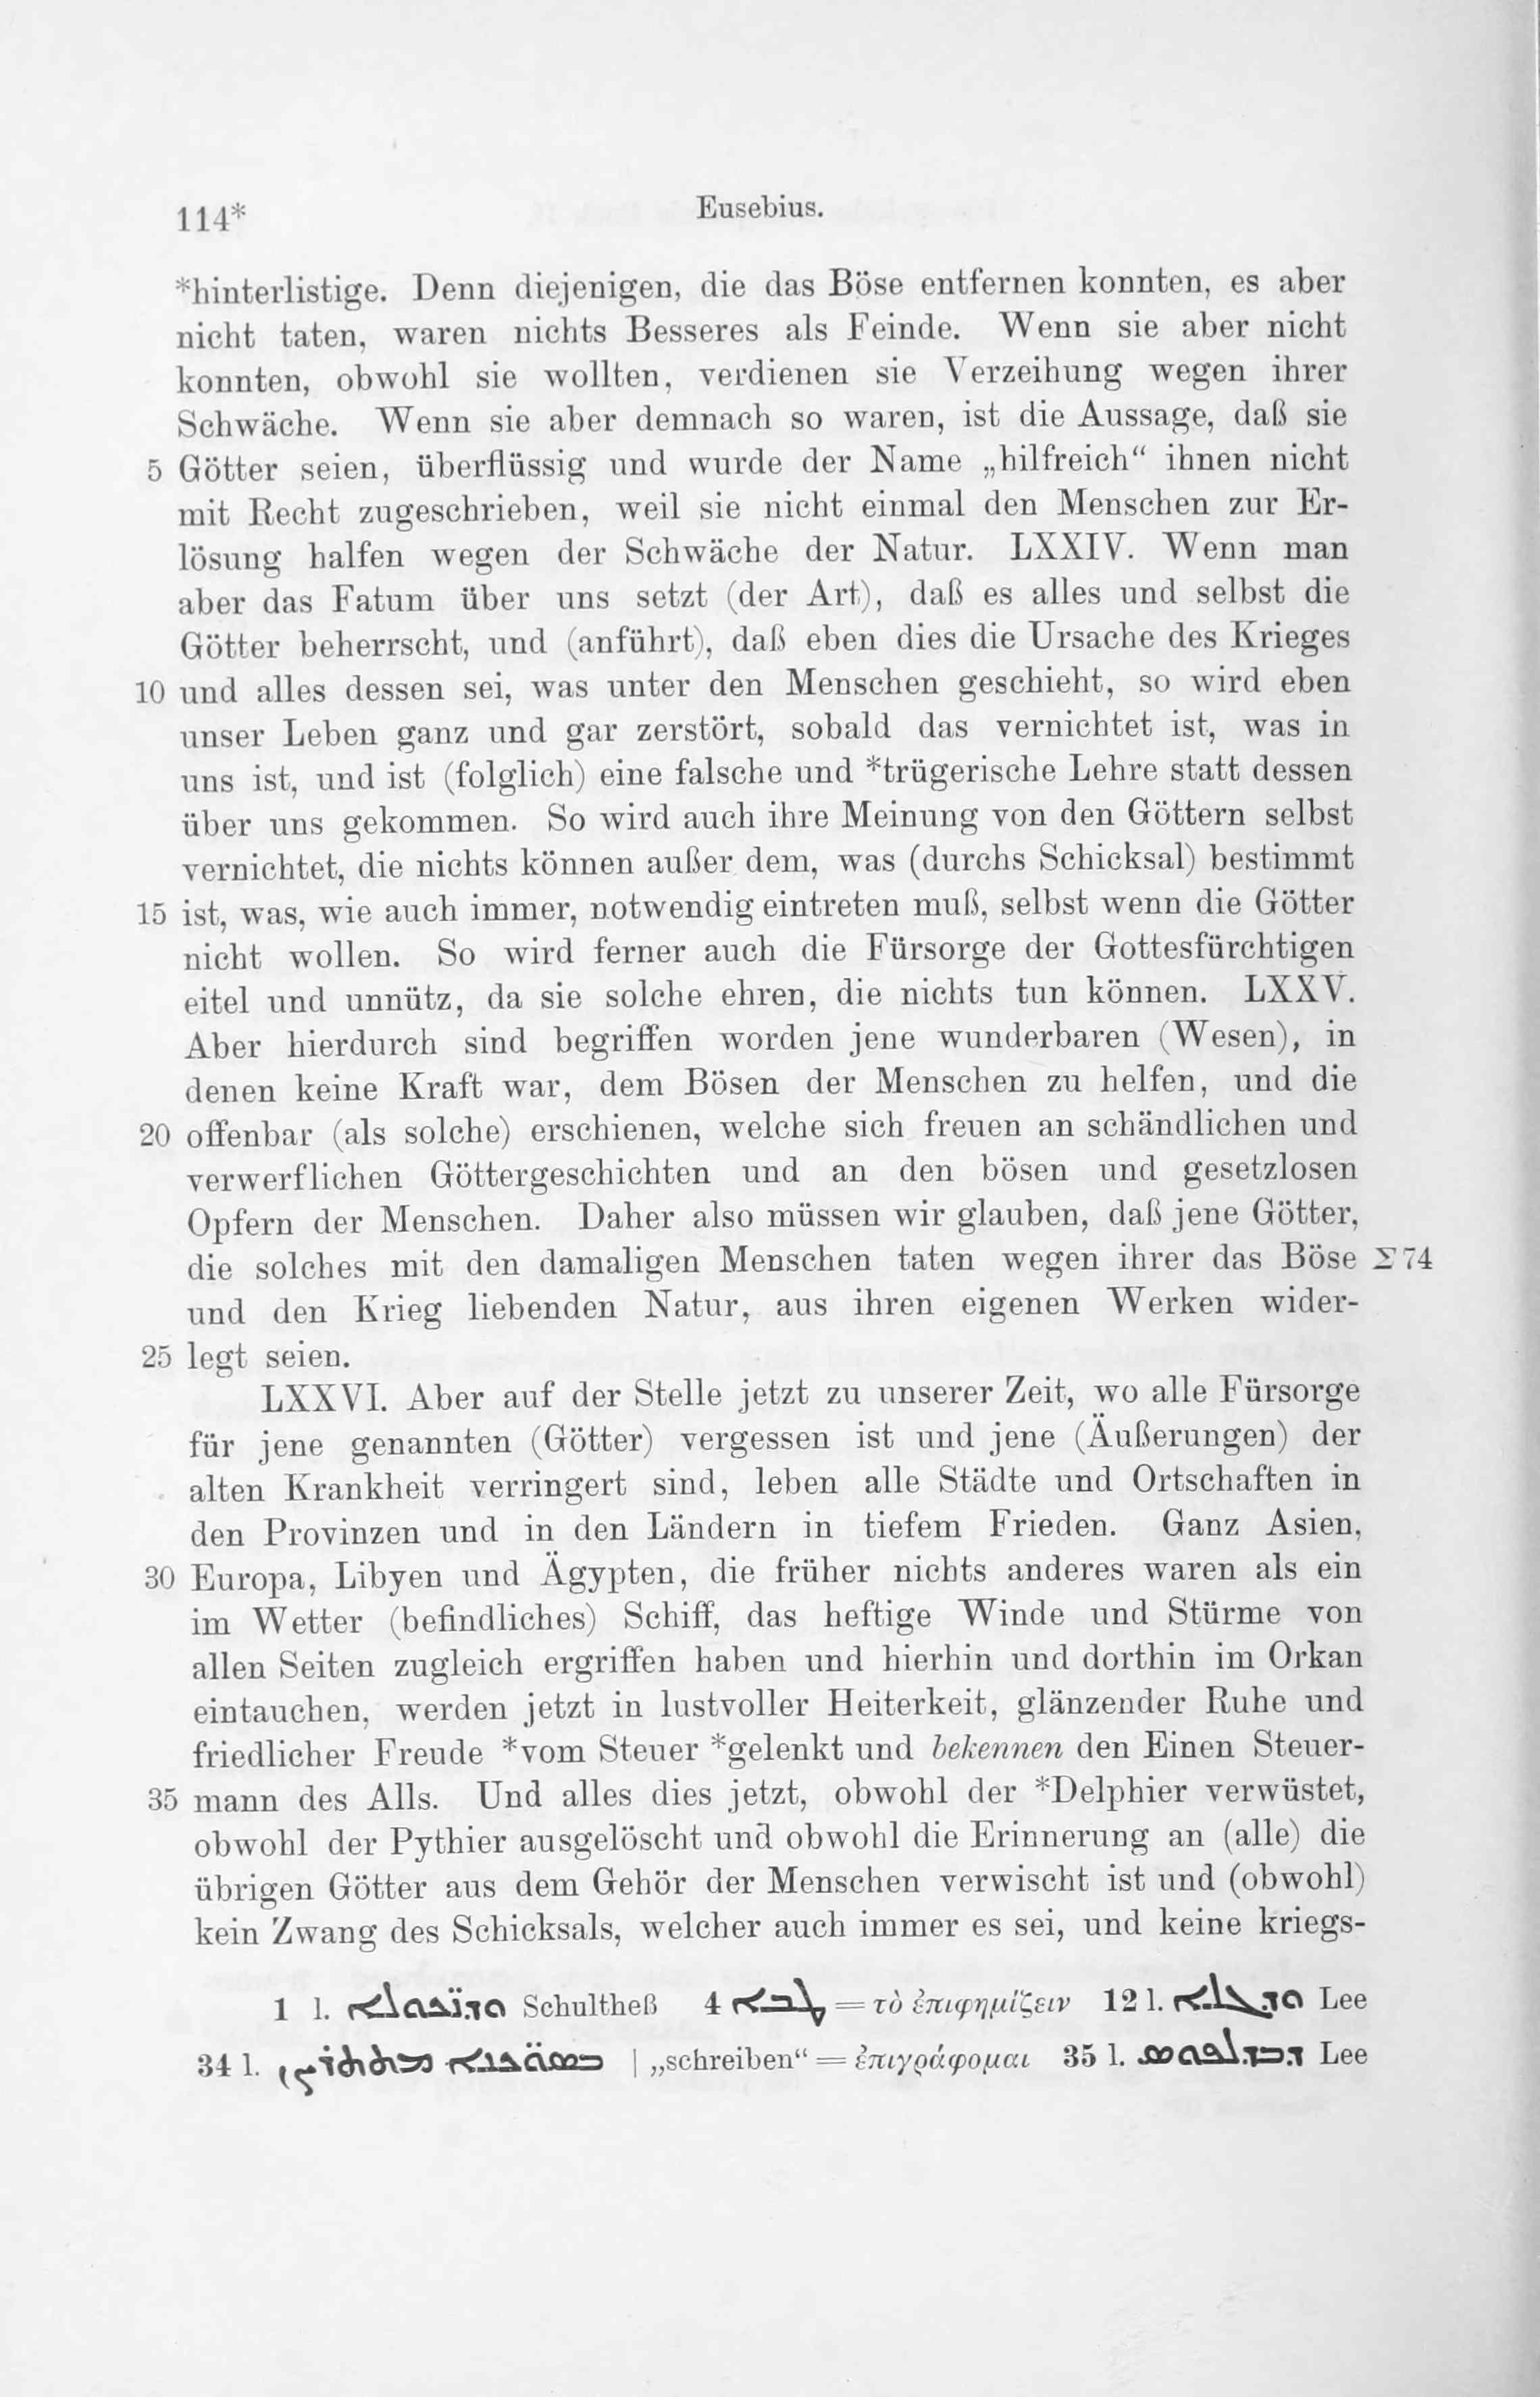 114*
Eusebius.
*hinterlistige. Denn diejenigen, die das Böse entfernen konnten, es aber
nicht taten, waren nichts Besseres als Feinde. Wenn sie aber nicht
konnten, obwohl sie wollten, verdienen sie Verzeihung wegen ihrer
Schwäche. Wenn sie aber demnach so waren, ist die Aussage, daß sie
5 Götter seien, überflüssig und wurde der Name „hilfreich“ ihnen nicht
mit Recht zugeschrieben, weil sie nicht einmal den Menschen zur Er-
lösung halfen wegen der Schwäche der Natur. LXXIV. Wenn man
aber das Fatum über uns setzt (der Art), daß es alles und selbst die
Götter beherrscht, und (anführt), daß eben dies die Ursache des Krieges
10 und alles dessen sei, was unter den Menschen geschieht, so wird eben
unser Leben ganz und gar zerstört, sobald das vernichtet ist, was in
uns ist, und ist (folglich) eine falsche und *trügerische Lehre statt dessen
über uns gekommen. So wird auch ihre Meinung von den Göttern selbst
vernichtet, die nichts können außer dem, was (durchs Schicksal) bestimmt
15 ist, was, wie auch immer, notwendig eintreten muß, selbst wenn die Götter
nicht wollen. So wird ferner auch die Fürsorge der Gottesfürchtigen
eitel und unnütz, da sie solche ehren, die nichts tun können. LXXV.
Aber hierdurch sind begriffen worden jene wunderbaren (Wesen), in
denen keine Kraft war, dem Bösen der Menschen zu helfen, und die
20 offenbar (als solche) erschienen, welche sich freuen an schändlichen und
verwerflichen Göttergeschichten und an den bösen und gesetzlosen
Opfern der Menschen. Daher also müssen wir glauben, daß jene Götter,
die solches mit den damaligen Menschen taten wegen ihrer das Böse Σ 74
und den Krieg liebenden Natur, aus ihren eigenen Werken wider-
25 legt seien.
LXXVI. Aber auf der Stelle jetzt zu unserer Zeit, wo alle Fürsorge
für jene genannten (Götter) vergessen ist und jene (Äußerungen) der
alten Krankheit verringert sind, leben alle Städte und Ortschaften in
den Provinzen und in den Ländern in tiefem Frieden. Ganz Asien,
30 Europa, Libyen und Ägypten, die früher nichts anderes waren als ein
im Wetter (befindliches) Schiff, das heftige Winde und Stürme von
allen Seiten zugleich ergriffen haben und hierhin und dorthin im Orkan
eintauchen, werden jetzt in lustvoller Heiterkeit, glänzender Ruhe und
friedlicher Freude *vom Steuer *gelenkt und bekennen den Einen Steuer-
35 mann des Alls. Und alles dies jetzt, obwohl der *Delphier verwüstet,
obwohl der Pythier ausgelöscht und obwohl die Erinnerung an (alle) die
übrigen Götter aus dem Gehör der Menschen verwischt ist und (obwohl)
kein Zwang des Schicksals, welcher auch immer es sei, und keine kriegs-
1 l. Schultheß 4 ܛܒܐ = τὸ ἐπιφημίζειν 12 l. ܘܕܓܠܐ Lee
34 l. | „schreiben“ = ἐπιγράφομαι 35 l. Lee